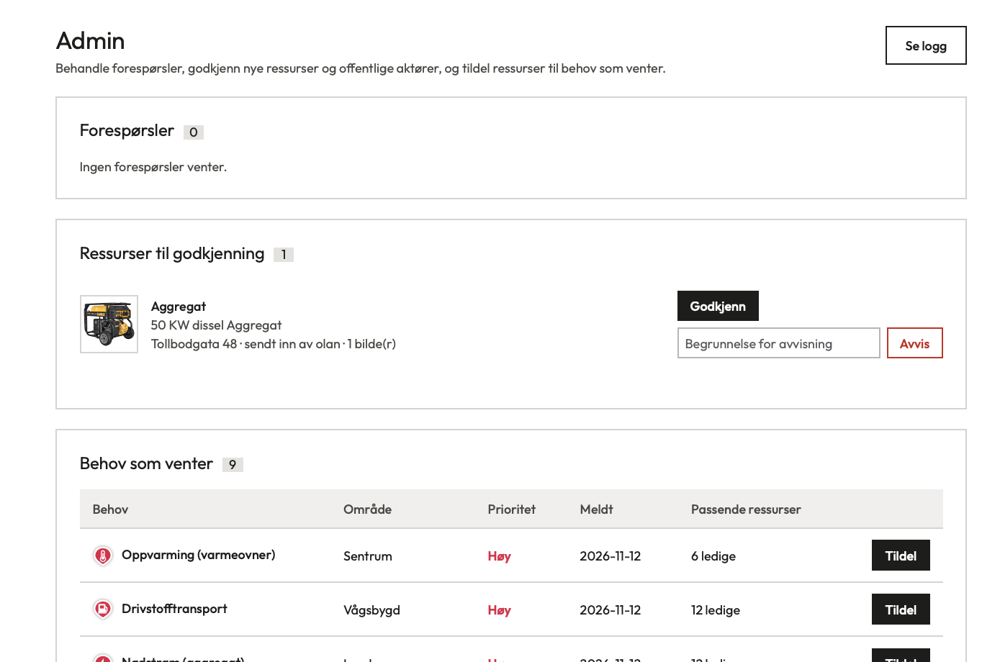 Admin
Se logg
Behandle forespørsler, godkjenn nye ressurser og offentlige aktører, og tildel ressurser til behov som venter.
Forespørsler 0
Ingen forespørsler venter.
Ressurser til godkjenning 1
Aggregat
50 KW dissel Aggregat
Tollbodgata 48 · sendt inn av olan · 1 bilde(r)
Godkjenn
Begrunnelse for avvisning Avvis
Behov som venter 9
Behov Område Prioritet Meldt Passende ressurser
Oppvarming (varmeovner) Sentrum Høy 2026-11-12 6 ledige Tildel
Drivstofftransport Vågsbygd Høy 2026-11-12 12 ledige Tildel